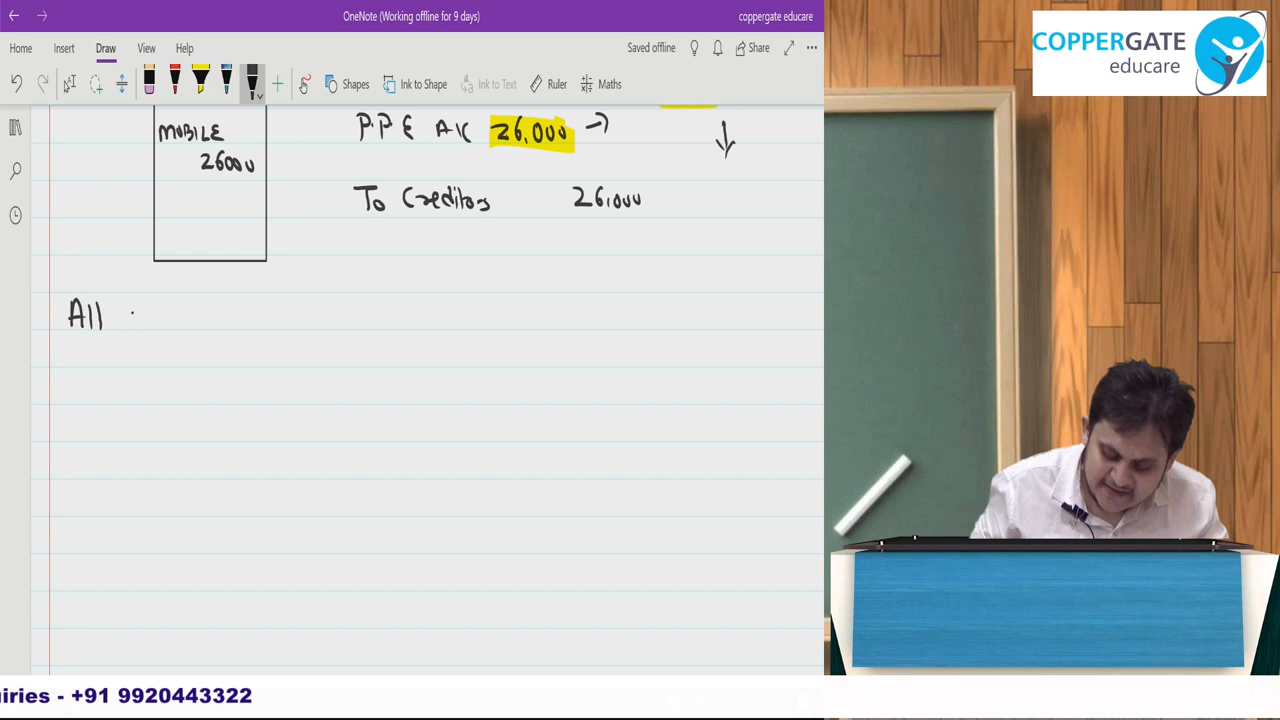 OneNote (Working offline for 9 days)
coppergate educare
Home Insert Draw View Help
Saved offline
Share
Shapes
Ink to Shape
Ink to Text
Ruler
Maths
MOBILE
26000
P.P E A/C 26,000 →
To Creditors 26,000
All
COPPERGATE
educare
iries - +91 9920443322